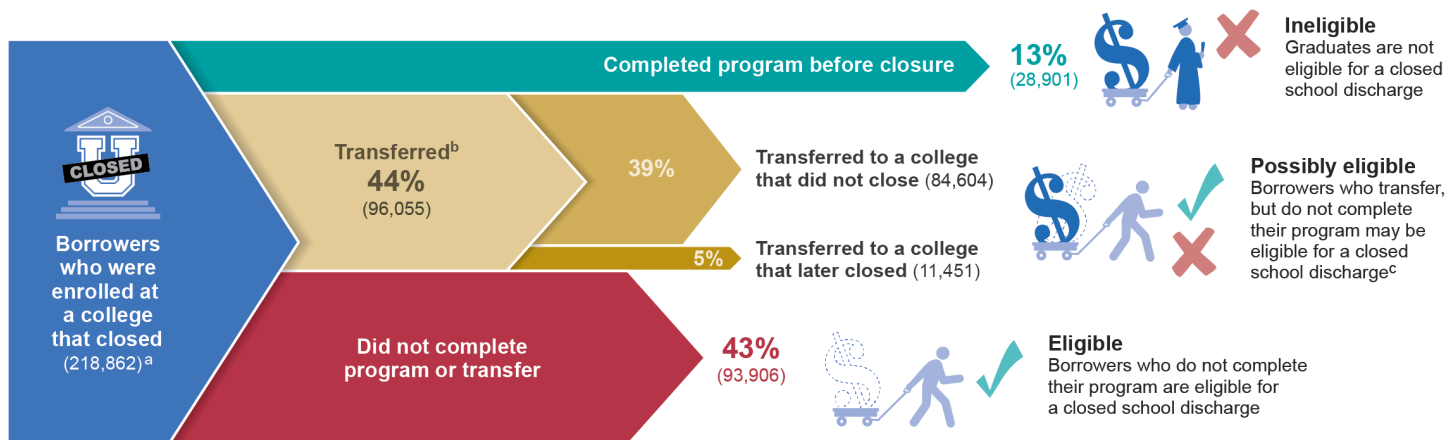 CLOSED
Borrowers
who were
enrolled at
a college
that closed
(218,862)ᵃ
Completed program before closure
13%
(28,901)
Ineligible
Graduates are not
eligible for a closed
school discharge
Transferredᵇ
44%
(96,055)
39%
Transferred to a college
that did not close (84,604)
5%
Transferred to a college
that later closed (11,451)
Possibly eligible
Borrowers who transfer,
but do not complete
their program may be
eligible for a closed
school dischargeᶜ
Did not complete
program or transfer
43%
(93,906)
Eligible
Borrowers who do not complete
their program are eligible for
a closed school discharge